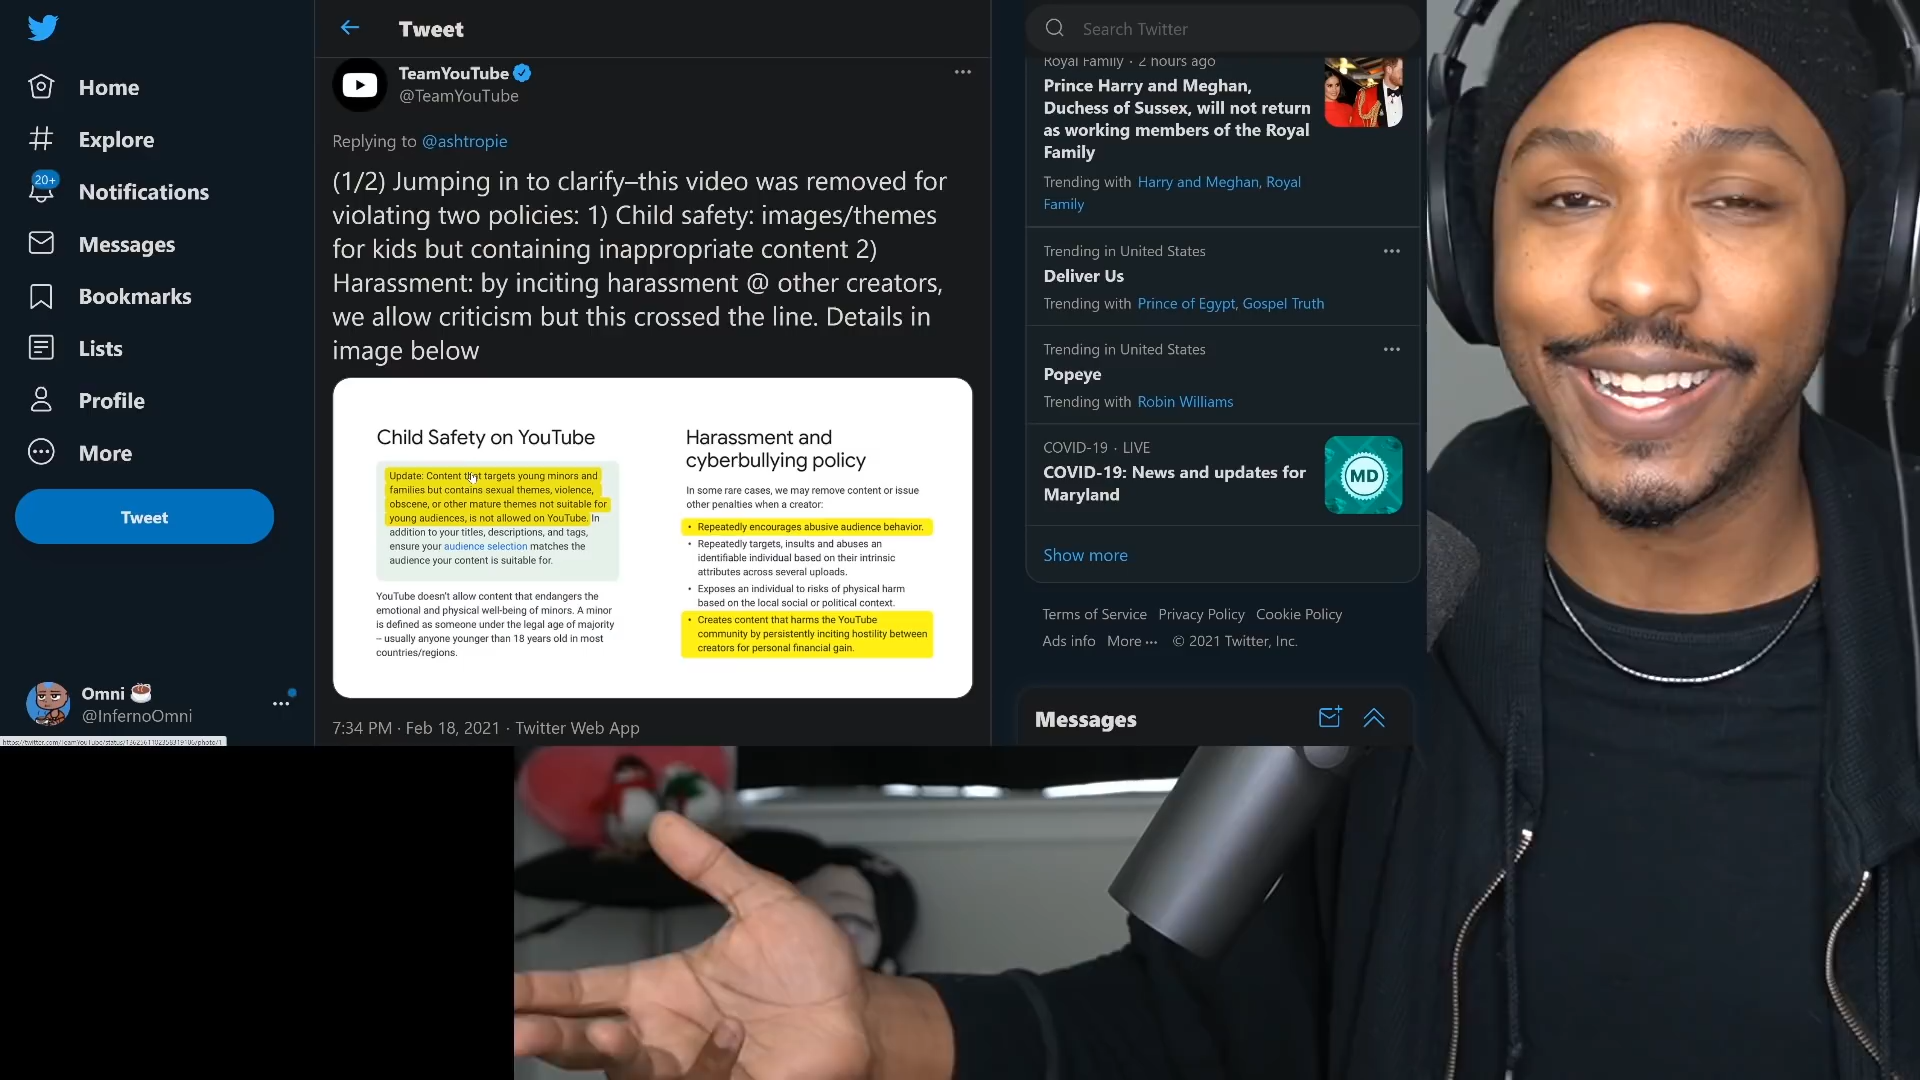 Home
Explore
20+
Notifications
Messages
Bookmarks
Lists
Profile
More
Tweet
Omni
@InfernoOmni
Tweet
TeamYouTube
@TeamYouTube
Replying to @ashtropie
(1/2) Jumping in to clarify–this video was removed for
violating two policies: 1) Child safety: images/themes
for kids but containing inappropriate content 2)
Harassment: by inciting harassment @ other creators,
we allow criticism but this crossed the line. Details in
image below
Child Safety on YouTube
Update: Content that targets young minors and
families but contains sexual themes, violence,
obscene, or other mature themes not suitable for
young audiences, is not allowed on YouTube. In
addition to your titles, descriptions, and tags,
ensure your audience selection matches the
audience your content is suitable for.
YouTube doesn't allow content that endangers the
emotional and physical well-being of minors. A minor
is defined as someone under the legal age of majority
– usually anyone younger than 18 years old in most
countries/regions.
Harassment and
cyberbullying policy
In some rare cases, we may remove content or issue
other penalties when a creator:
• Repeatedly encourages abusive audience behavior.
• Repeatedly targets, insults and abuses an
identifiable individual based on their intrinsic
attributes across several uploads.
• Exposes an individual to risks of physical harm
based on the local social or political context.
• Creates content that harms the YouTube
community by persistently inciting hostility between
creators for personal financial gain.
7:34 PM · Feb 18, 2021 · Twitter Web App
Search Twitter
Royal Family · 2 hours ago
Prince Harry and Meghan,
Duchess of Sussex, will not return
as working members of the Royal
Family
Trending with Harry and Meghan, Royal
Family
Trending in United States
Deliver Us
Trending with Prince of Egypt, Gospel Truth
Trending in United States
Popeye
Trending with Robin Williams
COVID-19 · LIVE
COVID-19: News and updates for
Maryland
MD
Show more
Terms of Service Privacy Policy Cookie Policy
Ads info More ··· © 2021 Twitter, Inc.
Messages